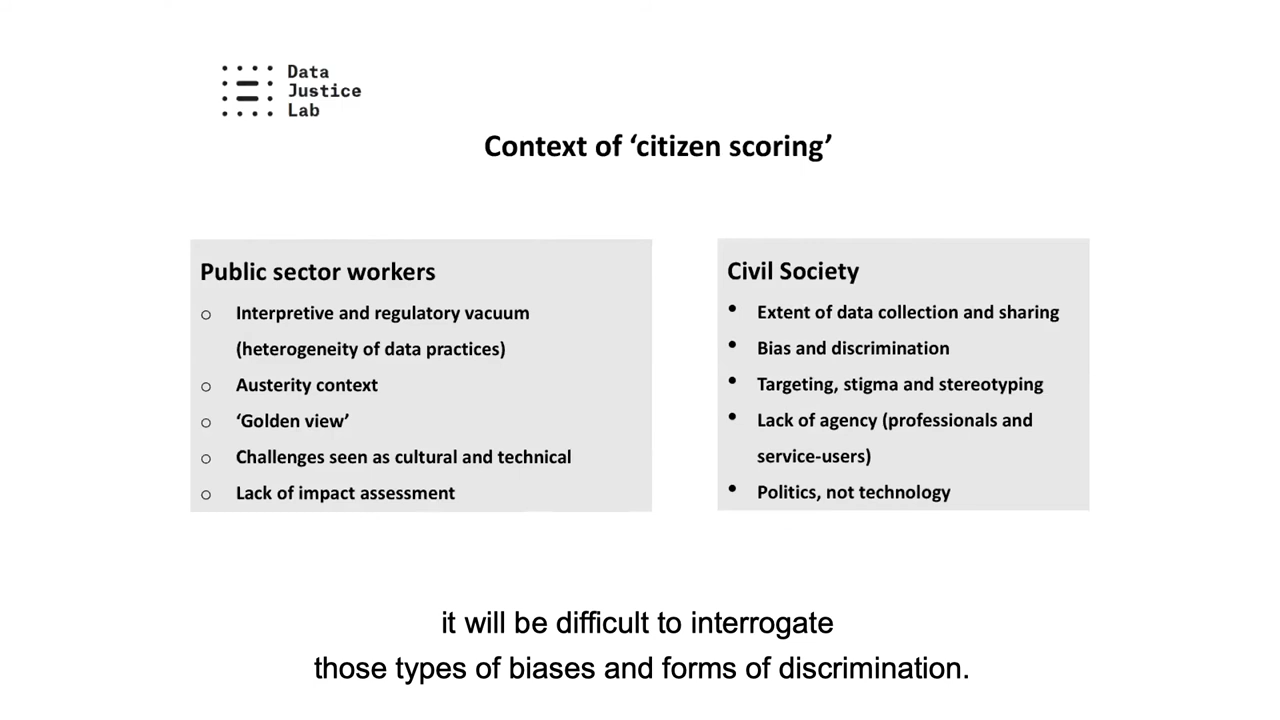 Data
Justice
Lab
Context of ‘citizen scoring’
Public sector workers
○ Interpretive and regulatory vacuum
(heterogeneity of data practices)
○ Austerity context
○ ‘Golden view’
○ Challenges seen as cultural and technical
○ Lack of impact assessment
Civil Society
• Extent of data collection and sharing
• Bias and discrimination
• Targeting, stigma and stereotyping
• Lack of agency (professionals and
service-users)
• Politics, not technology
it will be difficult to interrogate
those types of biases and forms of discrimination.